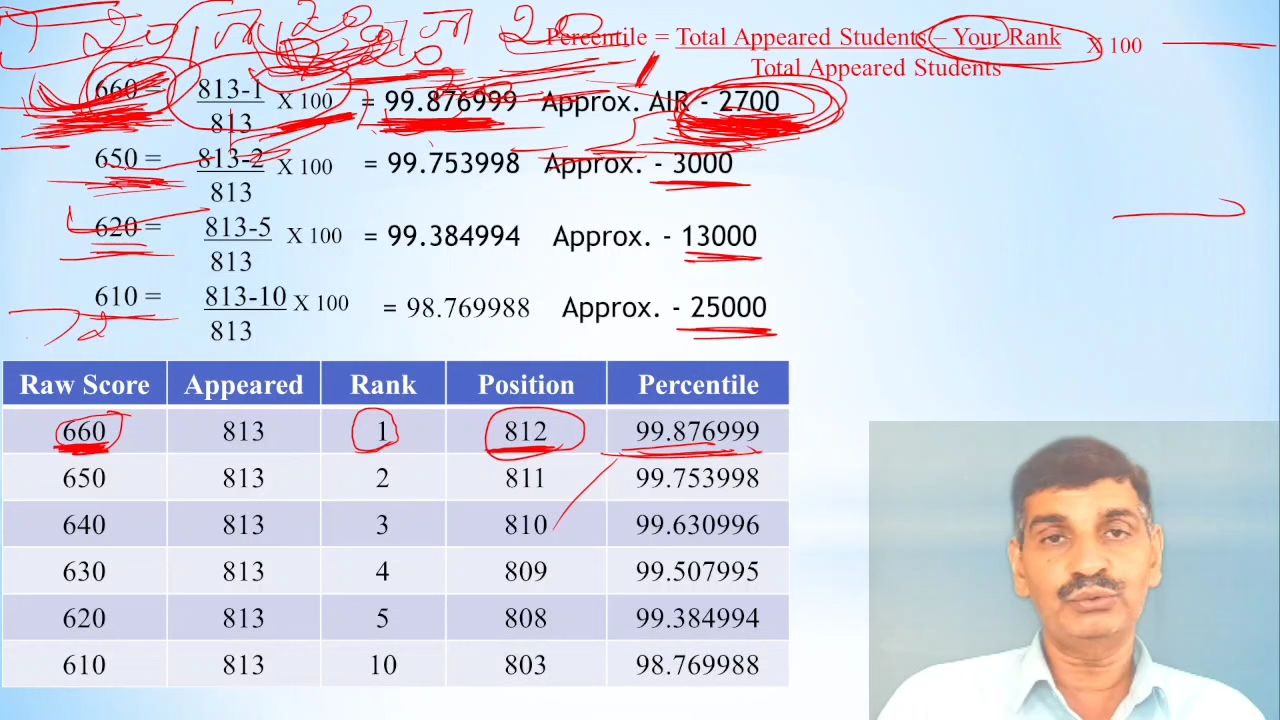 Percentile = Total Appeared Students – Your Rank X 100
Total Appeared Students
660 = 813-1 X 100 = 99.876999 Approx. AIR - 2700
813
650 = 813-2 X 100 = 99.753998 Approx. - 3000
813
620 = 813-5 X 100 = 99.384994 Approx. - 13000
813
610 = 813-10 X 100 = 98.769988 Approx. - 25000
813
Raw Score Appeared Rank Position Percentile
660 813 1 812 99.876999
650 813 2 811 99.753998
640 813 3 810 99.630996
630 813 4 809 99.507995
620 813 5 808 99.384994
610 813 10 803 98.769988